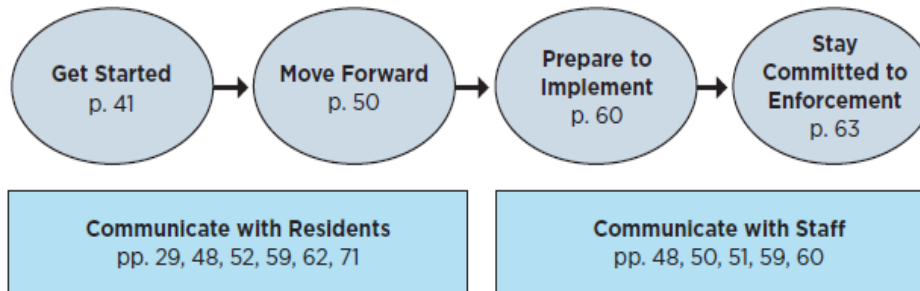 Get Started
p. 41
Move Forward
p. 50
Prepare to
Implement
p. 60
Stay
Committed to
Enforcement
p. 63
Communicate with Residents
pp. 29, 48, 52, 59, 62, 71
Communicate with Staff
pp. 48, 50, 51, 59, 60